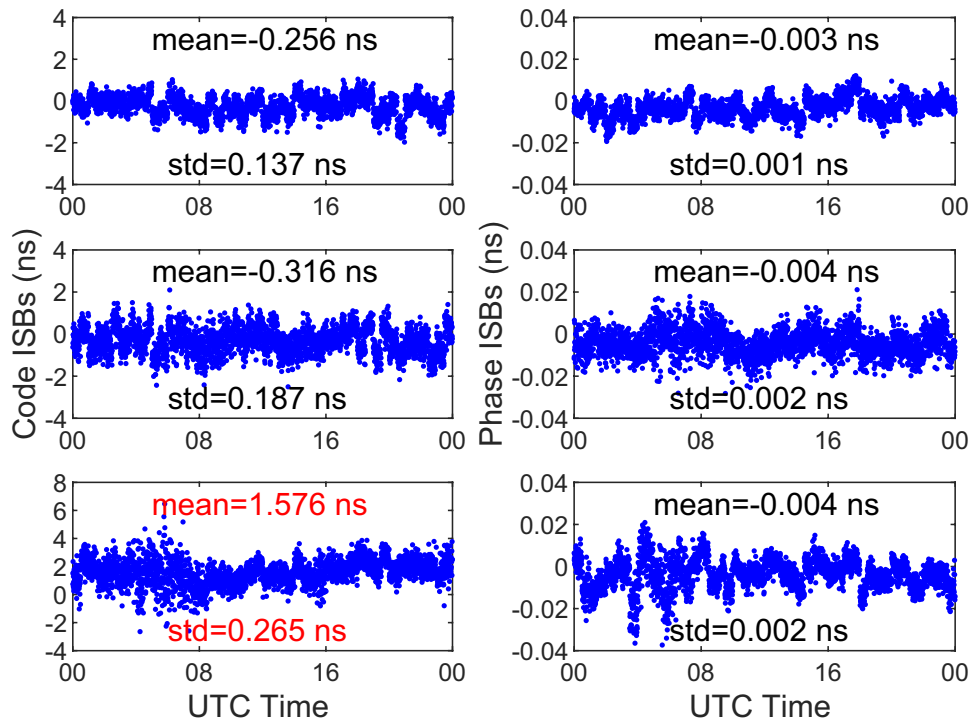 4
2
0
-2
-4
mean=-0.256 ns
std=0.137 ns
00 08 16 00
0.04
0.02
0
-0.02
-0.04
mean=-0.003 ns
std=0.001 ns
00 08 16 00
Code ISBs (ns)
4
2
0
-2
-4
mean=-0.316 ns
std=0.187 ns
00 08 16 00
Phase ISBs (ns)
0.04
0.02
0
-0.02
-0.04
mean=-0.004 ns
std=0.002 ns
00 08 16 00
8
6
4
2
0
-2
-4
mean=1.576 ns
std=0.265 ns
00 08 16 00
UTC Time
0.04
0.02
0
-0.02
-0.04
mean=-0.004 ns
std=0.002 ns
00 08 16 00
UTC Time